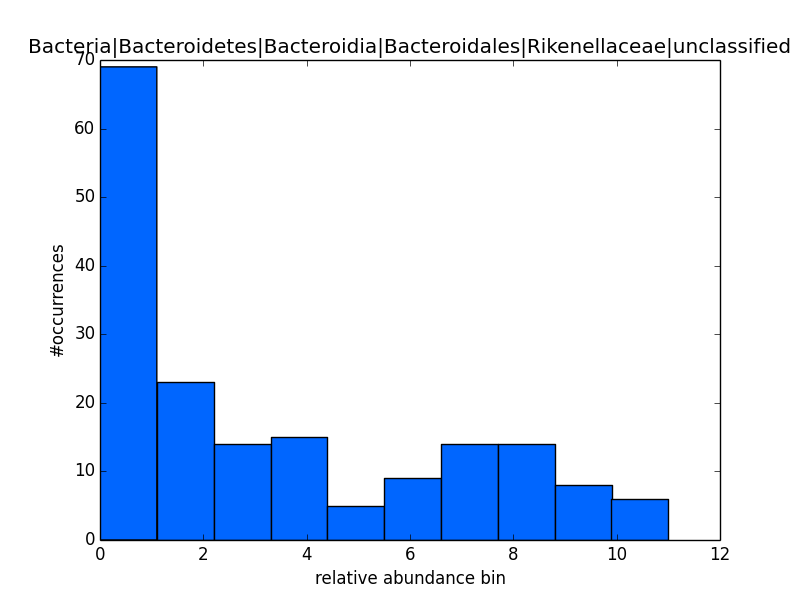 Bacteria|Bacteroidetes|Bacteroidia|Bacteroidales|Rikenellaceae|unclassified
70
60
50
40
30
20
10
0
#occurrences
0 2 4 6 8 10 12
relative abundance bin